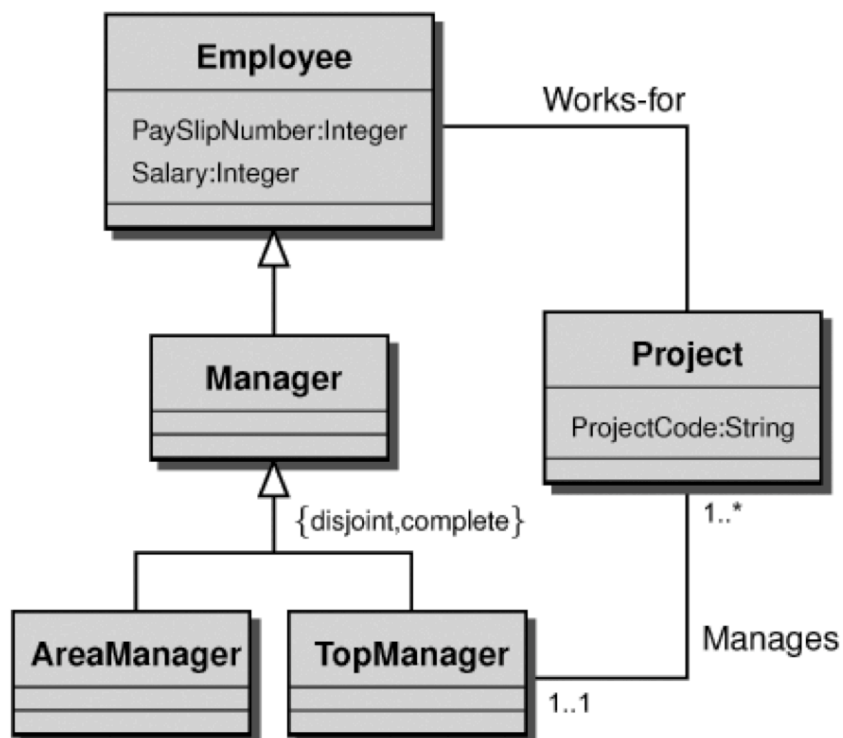 Employee
PaySlipNumber:Integer
Salary:Integer
Works-for
Manager
Project
ProjectCode:String
{disjoint,complete}
1..*
AreaManager
TopManager
Manages
1..1